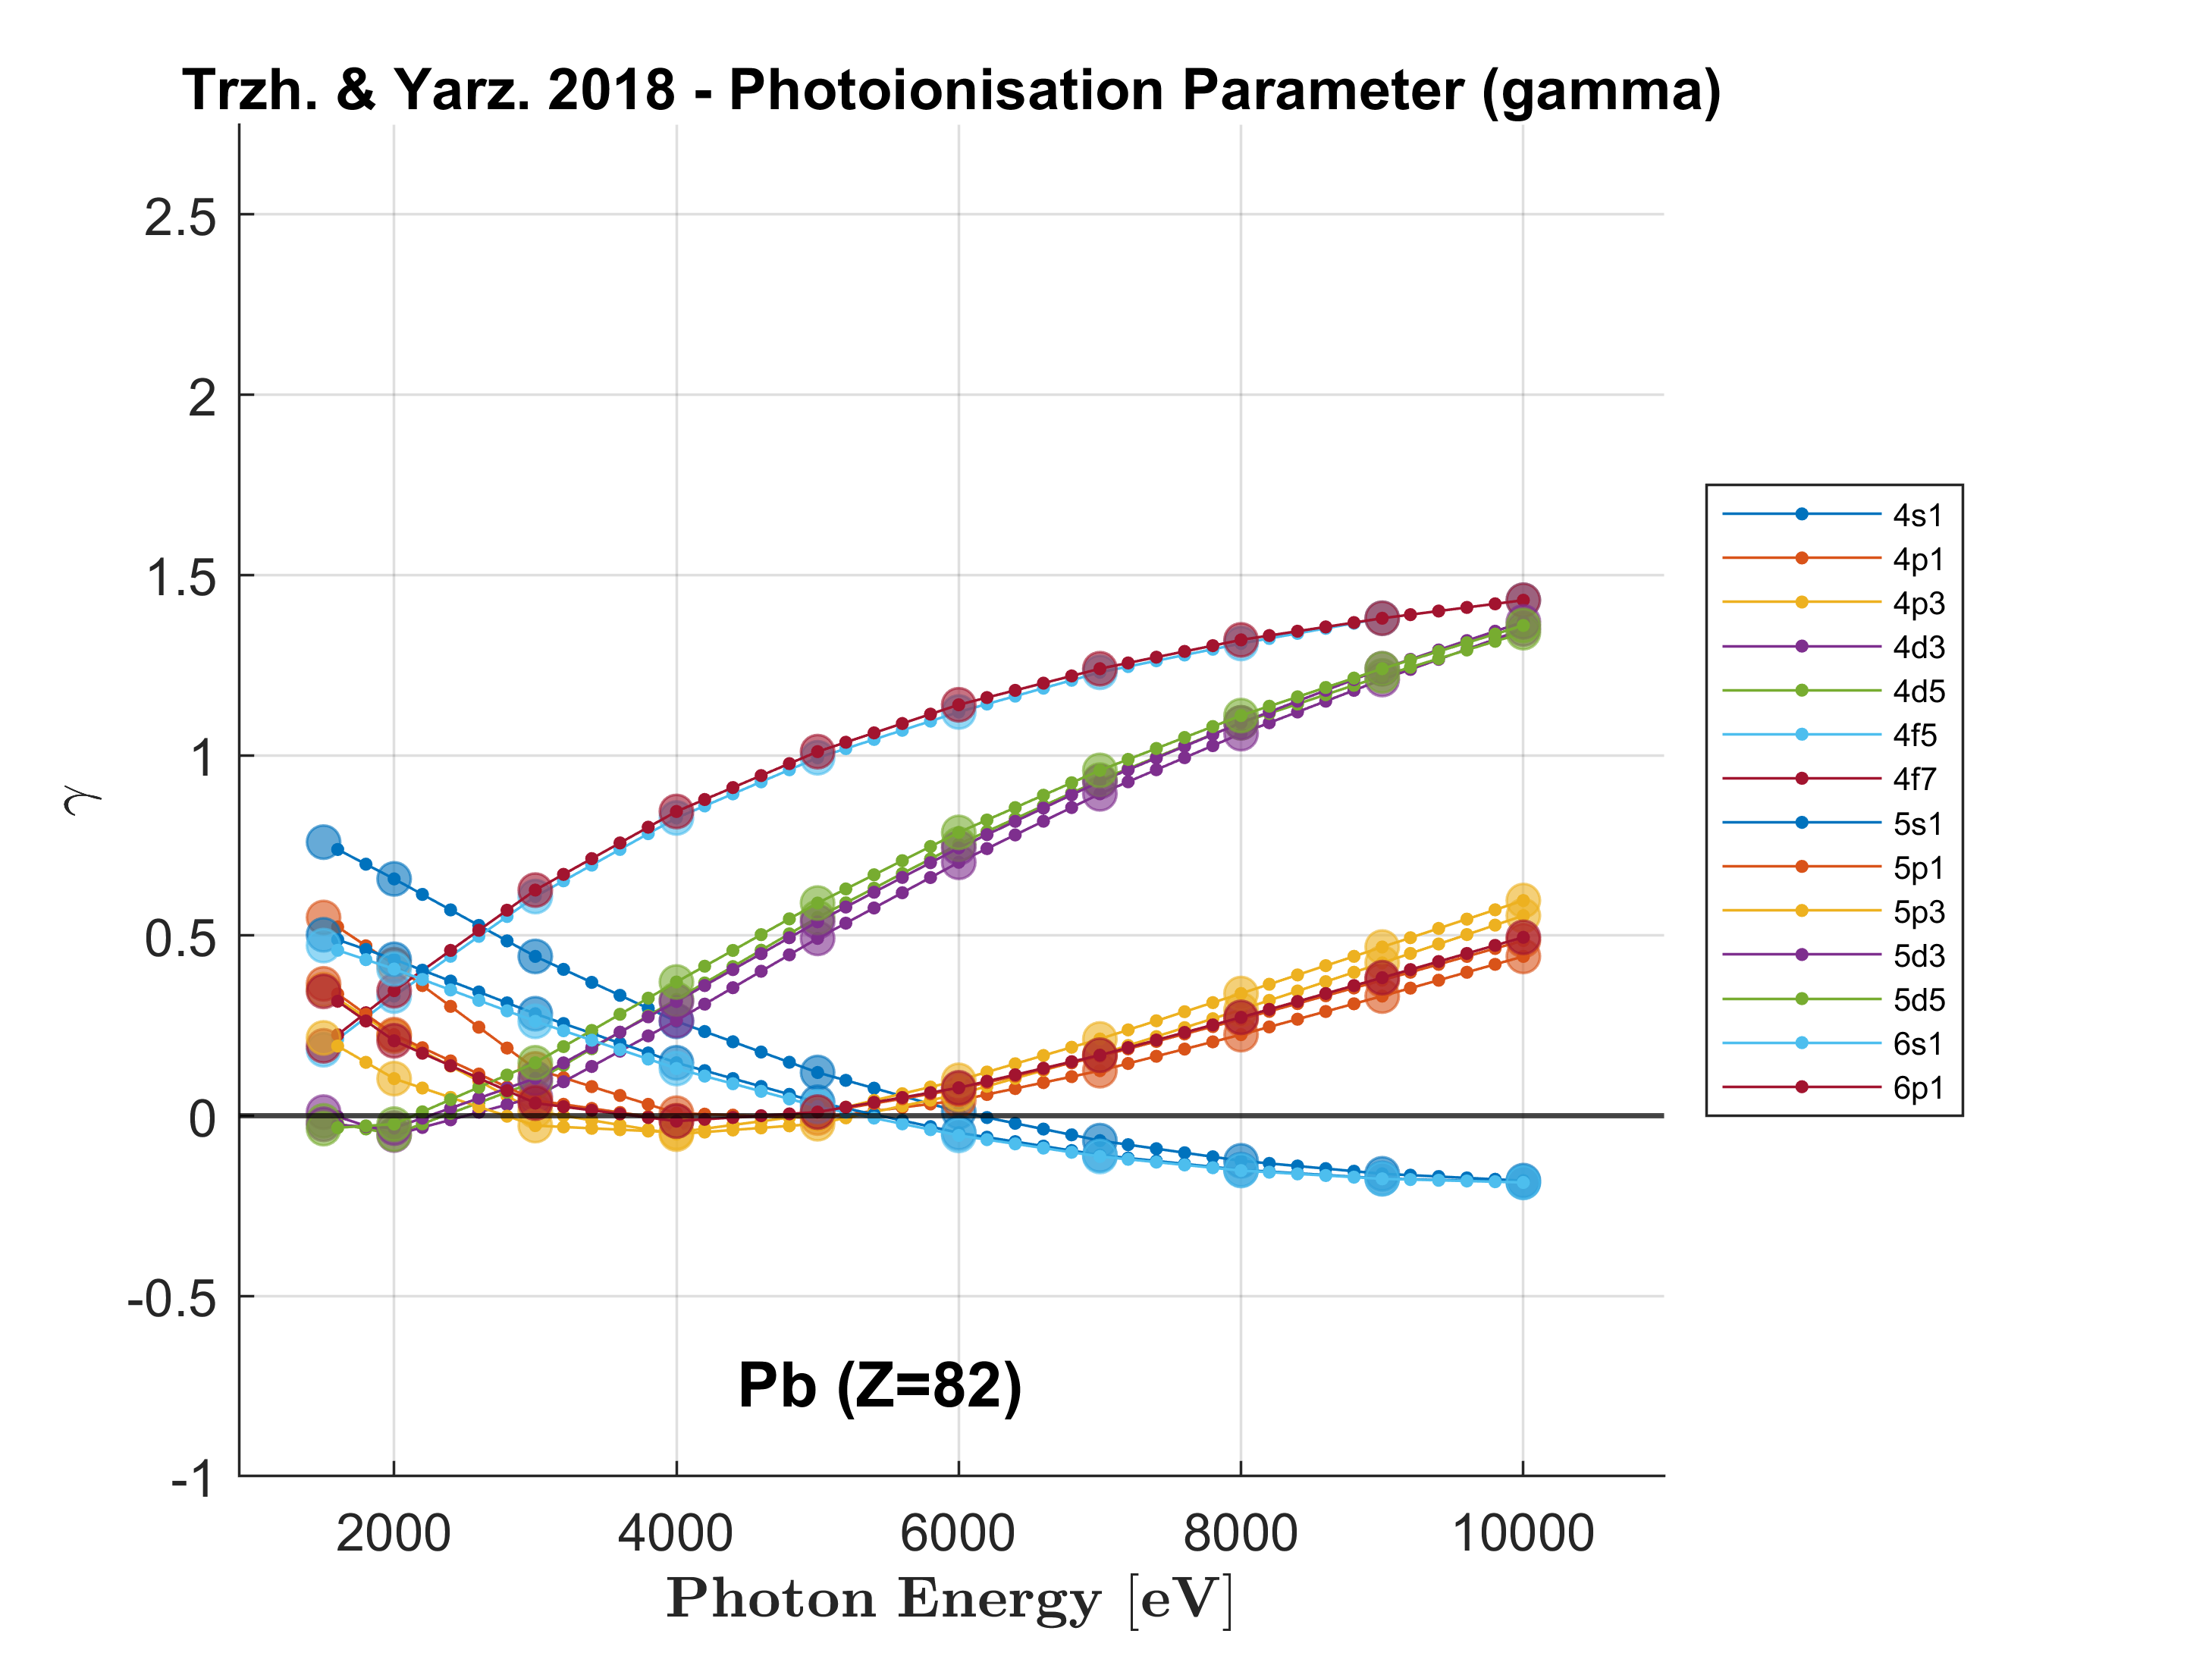 Trzh. & Yarz. 2018 - Photoionisation Parameter (gamma)
2.5
2
1.5
1
0.5
0
-0.5
-1
γ
Pb (Z=82)
2000 4000 6000 8000 10000
Photon Energy [eV]
4s1
4p1
4p3
4d3
4d5
4f5
4f7
5s1
5p1
5p3
5d3
5d5
6s1
6p1